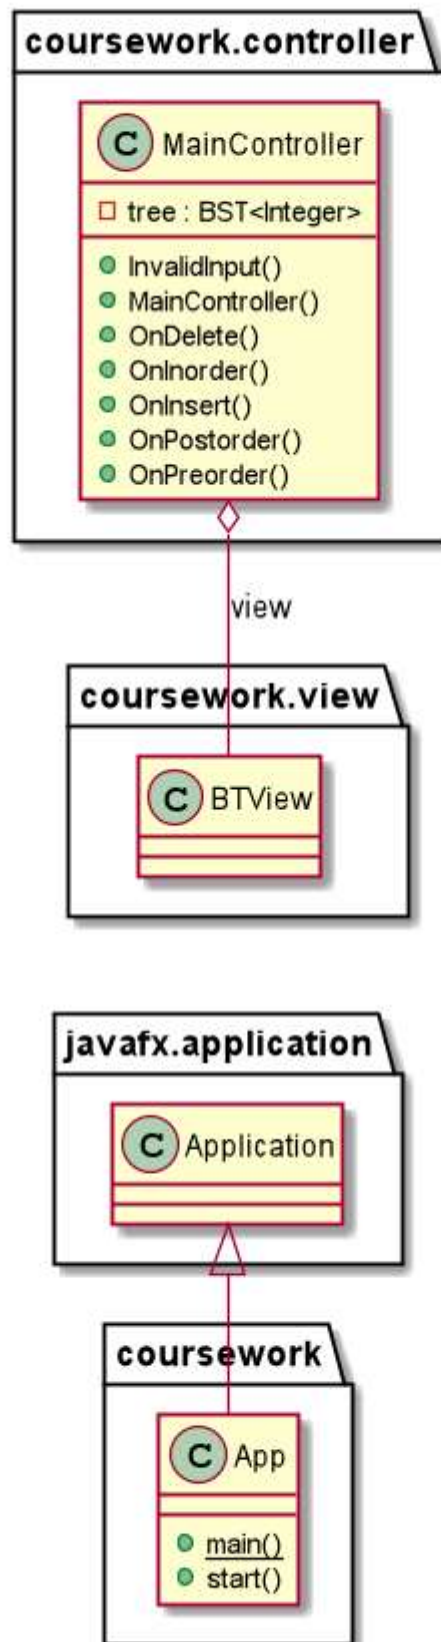 coursework.controller
C MainController
tree : BST<Integer>
InvalidInput()
MainController()
OnDelete()
OnInorder()
OnInsert()
OnPostorder()
OnPreorder()
view
coursework.view
C BTView
javafx.application
C Application
coursework
C App
main()
start()